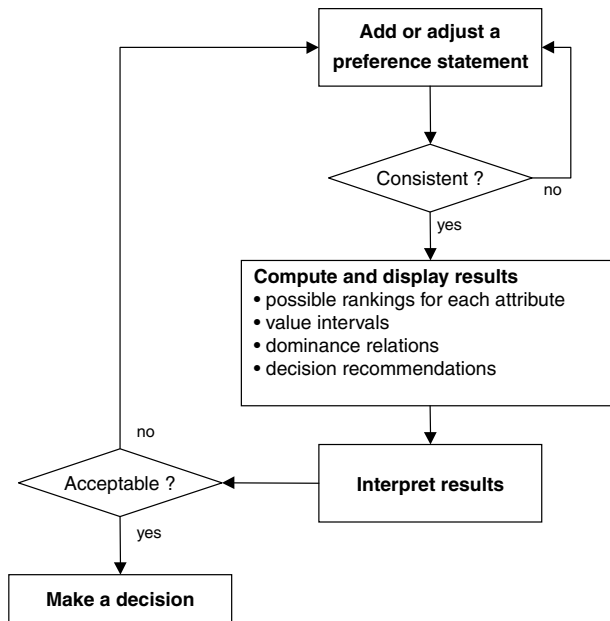 Add or adjust a
preference statement
Consistent ?
no
yes
Compute and display results
• possible rankings for each attribute
• value intervals
• dominance relations
• decision recommendations
no
Acceptable ?
Interpret results
yes
Make a decision